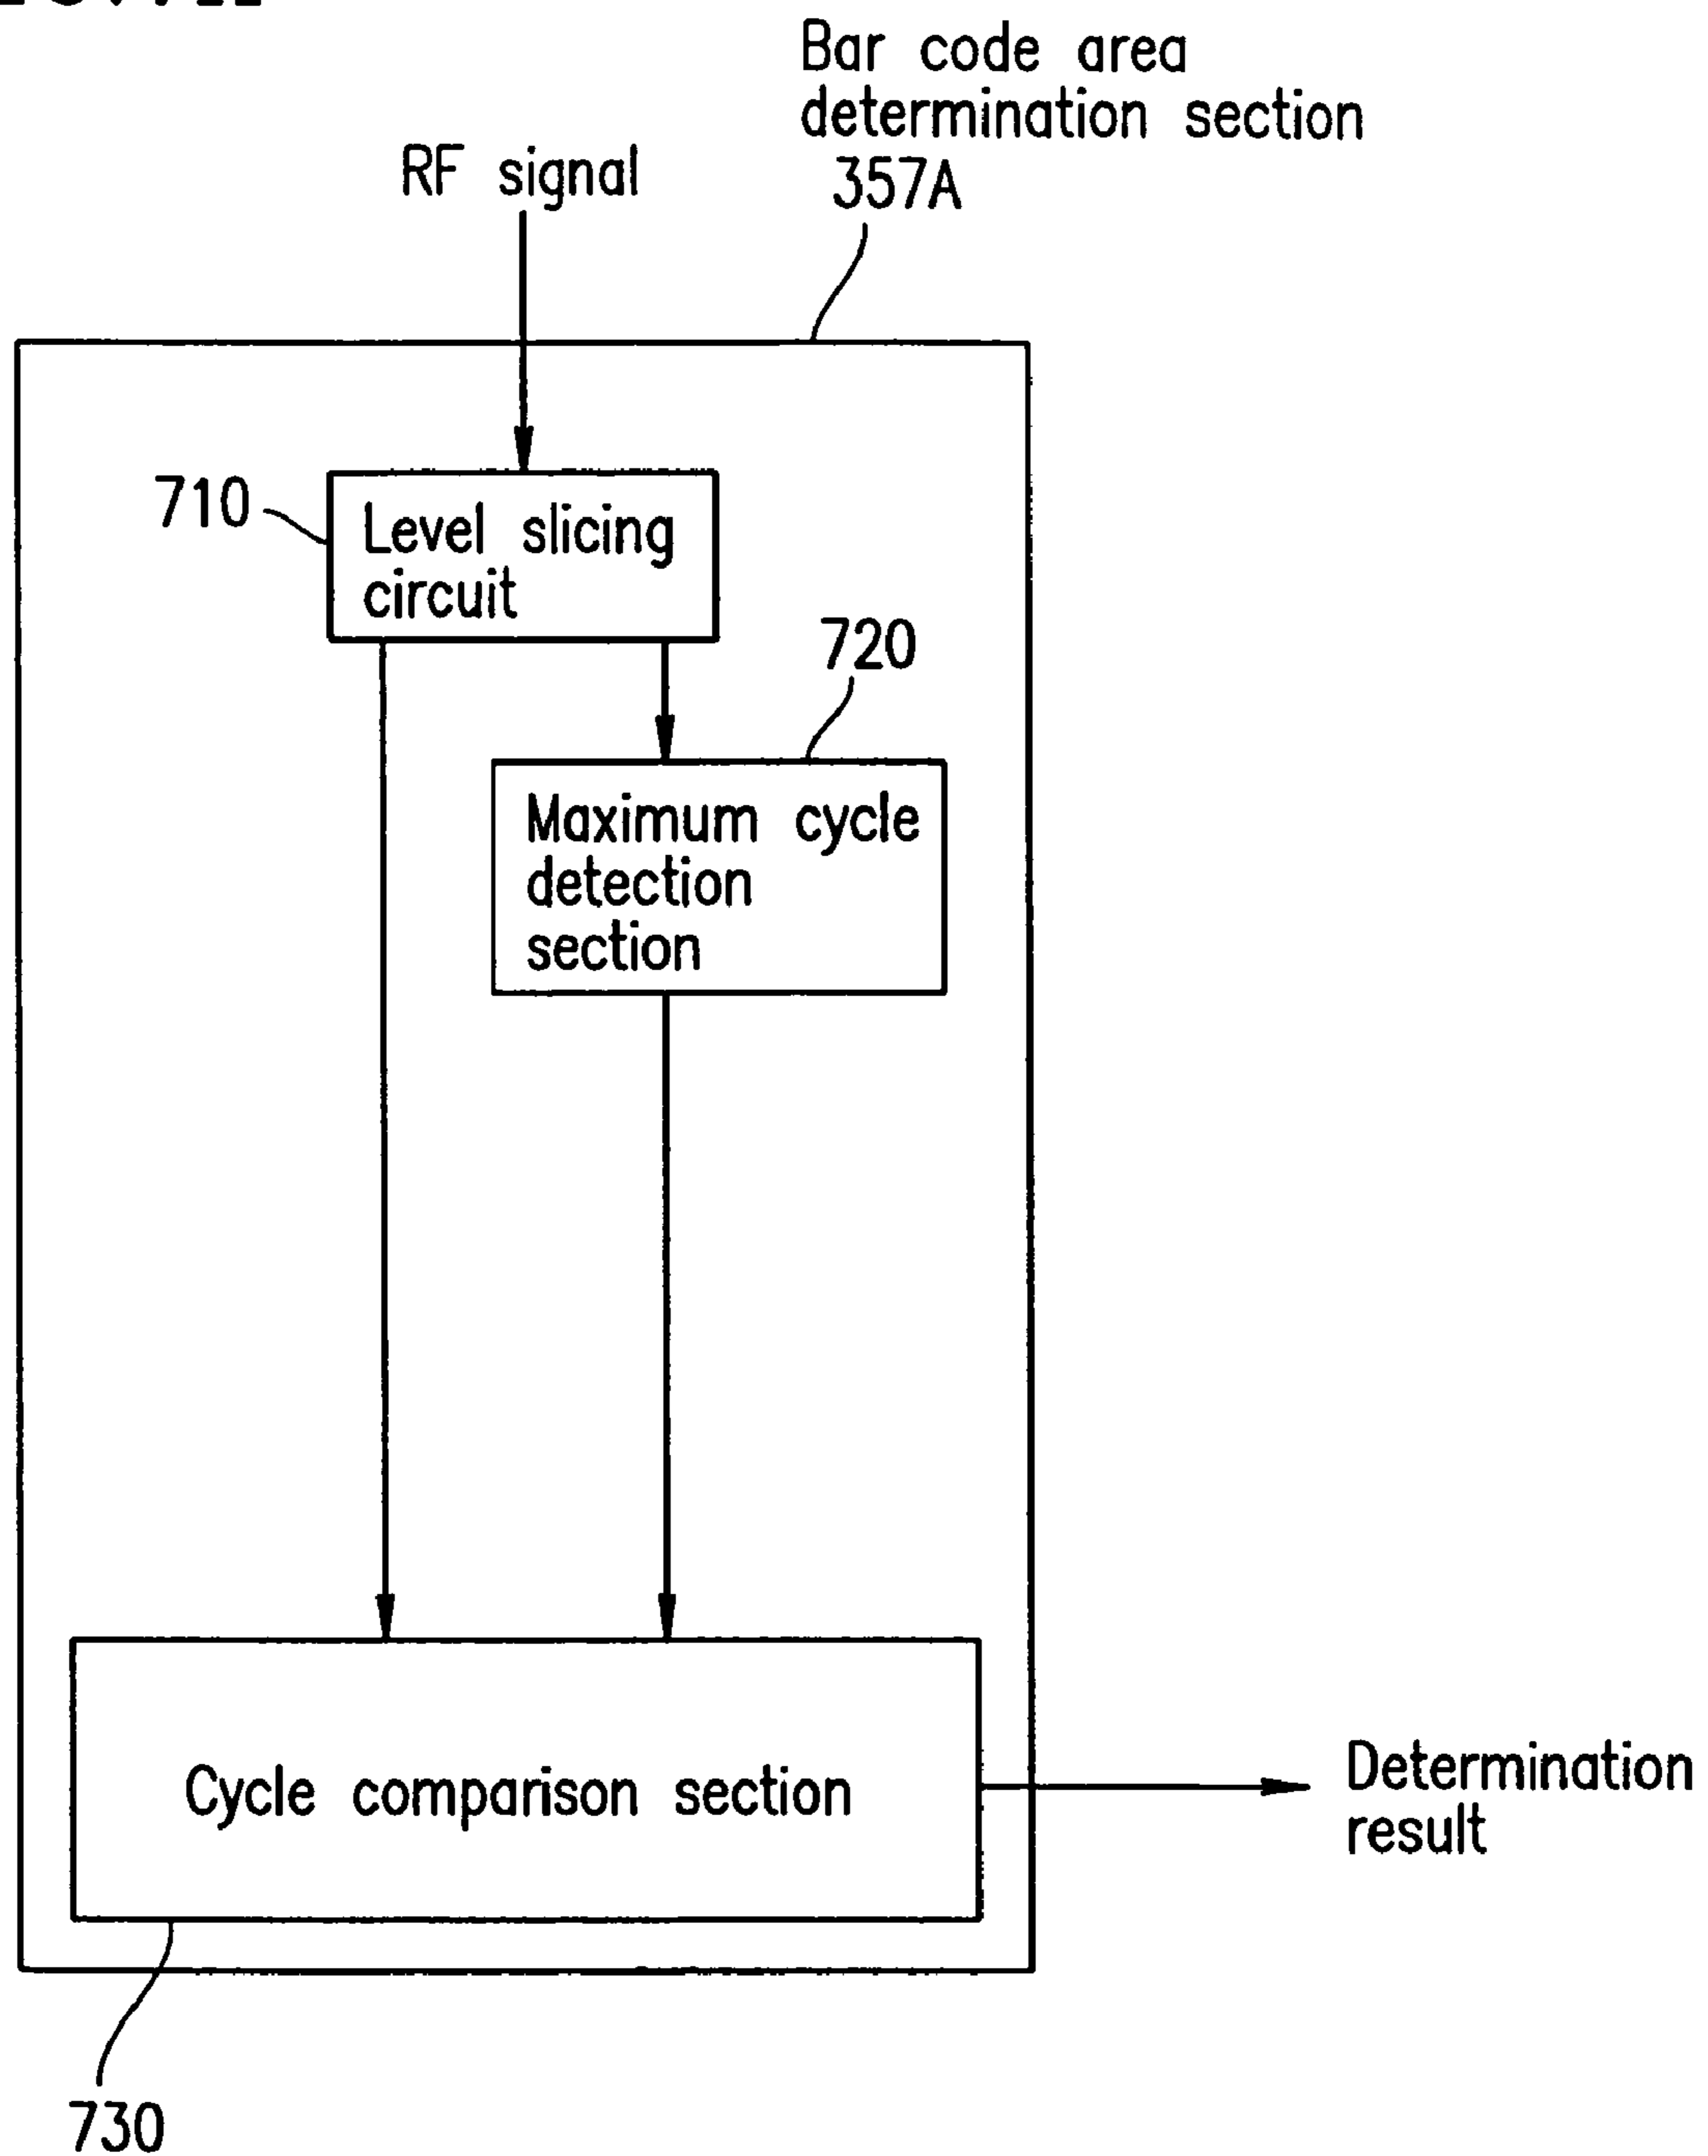 Bar code area
determination section
357A
RF signal
710
Level slicing
circuit
720
Maximum cycle
detection
section
Cycle comparison section
Determination
result
730